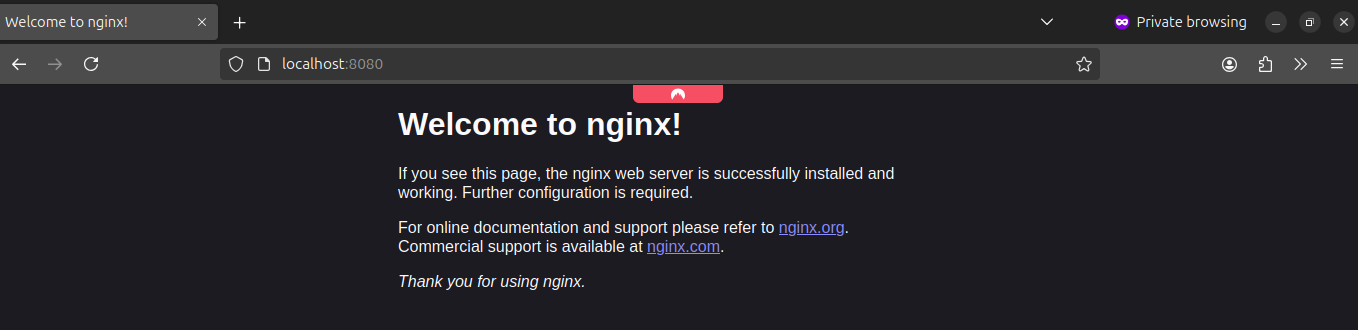 Welcome to nginx!
Private browsing
localhost:8080
Welcome to nginx!
If you see this page, the nginx web server is successfully installed and
working. Further configuration is required.
For online documentation and support please refer to nginx.org.
Commercial support is available at nginx.com.
Thank you for using nginx.